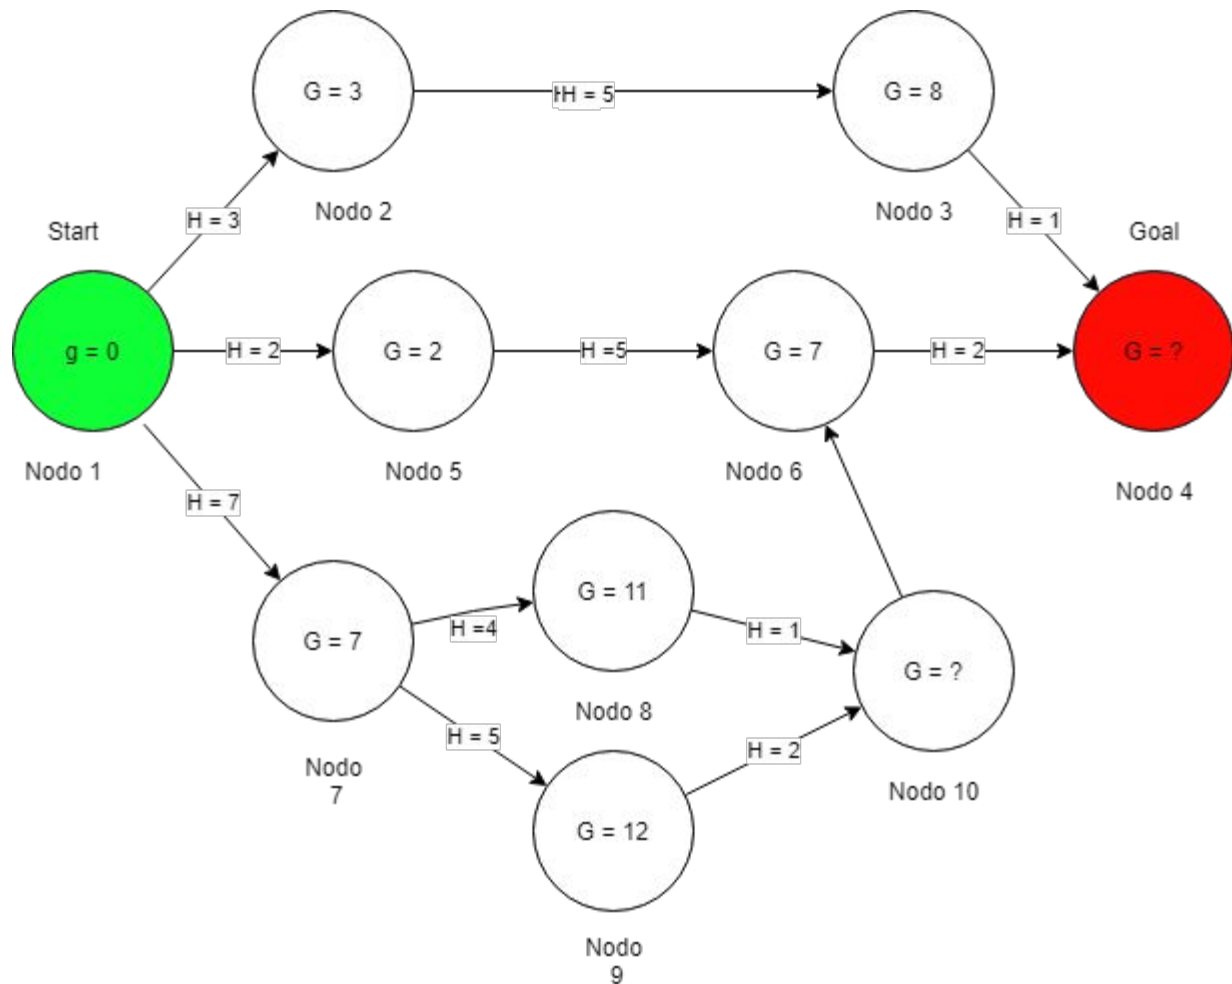 G = 3
H = 5
G = 8
H = 3
Nodo 2
Nodo 3
H = 1
Start
Goal
g = 0
H = 2
G = 2
H =5
G = 7
H = 2
G = ?
Nodo 1
Nodo 5
Nodo 6
Nodo 4
H = 7
G = 7
H =4
G = 11
H = 1
G = ?
Nodo 8
H = 5
H = 2
Nodo
7
Nodo 10
G = 12
Nodo
9